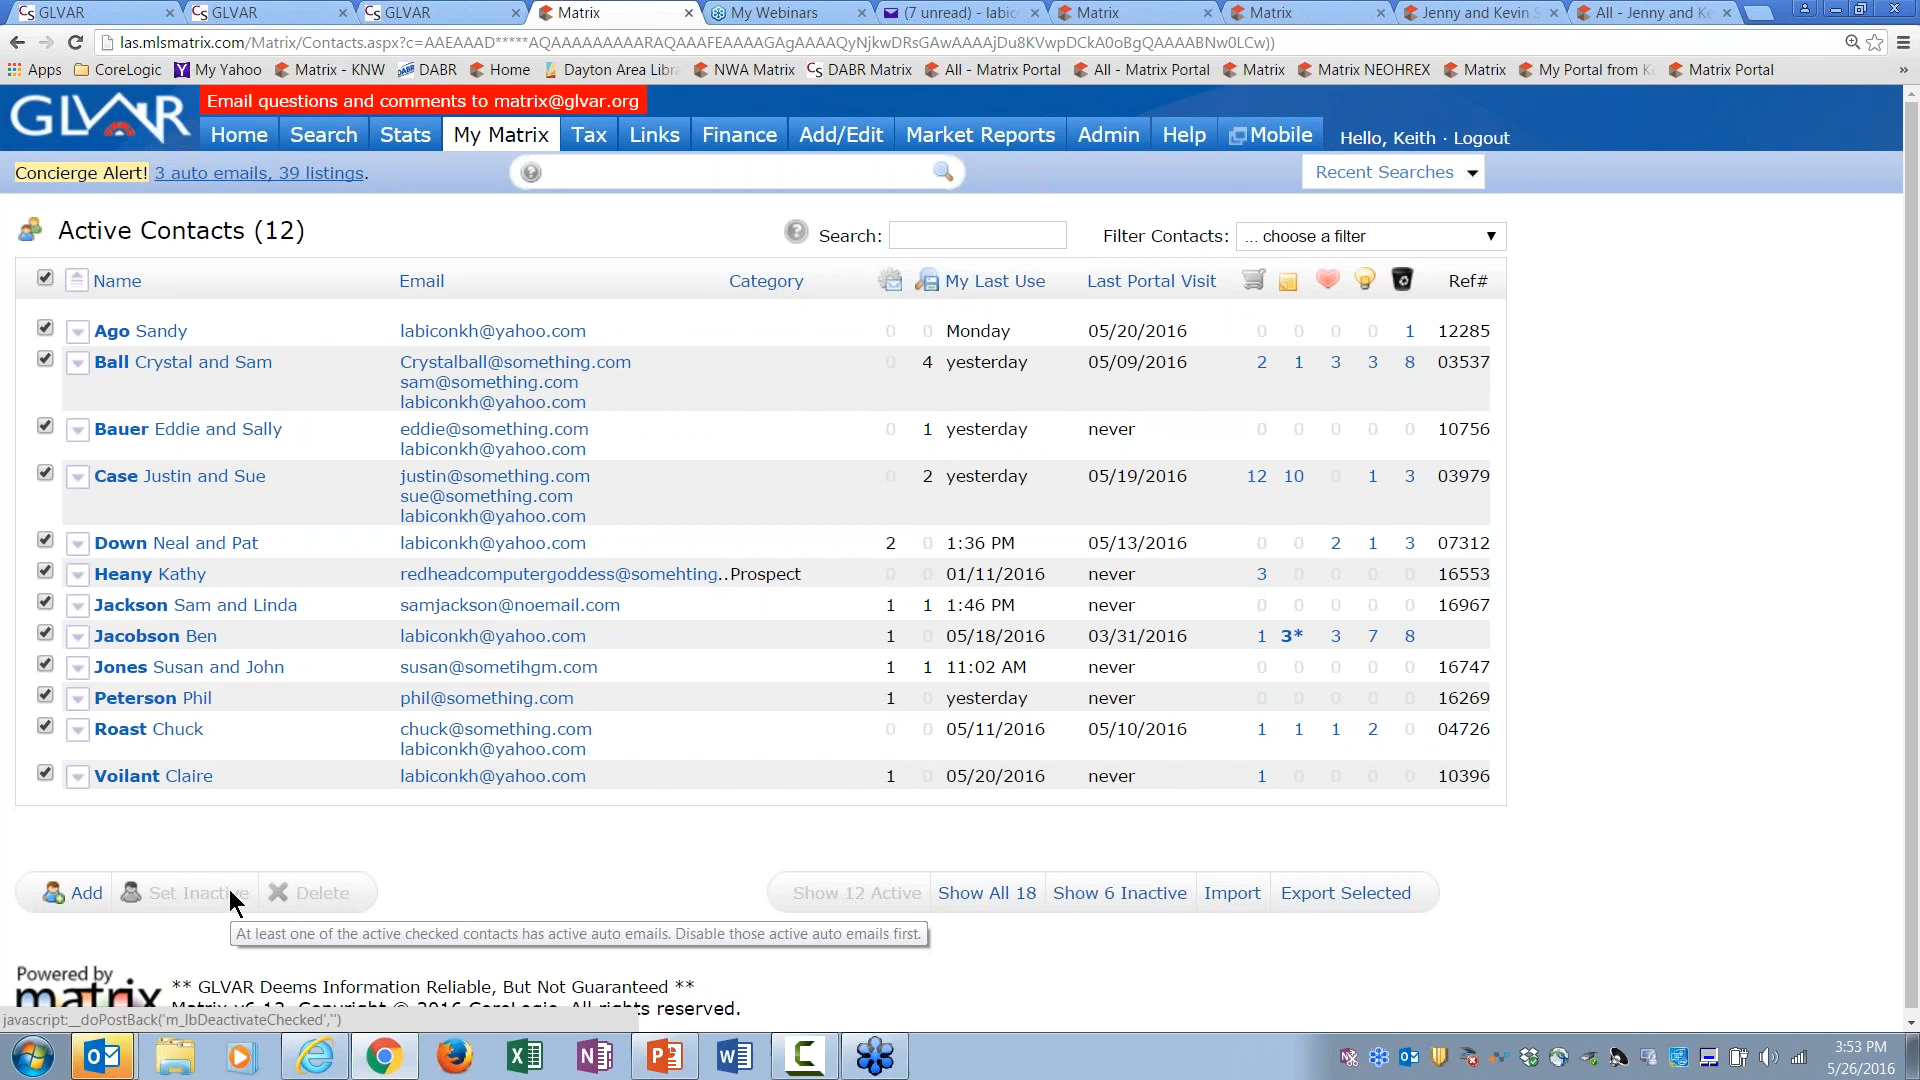 GLVAR GLVAR GLVAR Matrix My Webinars (7 unread) - labic Matrix Matrix Jenny and Kevin S All - Jenny and Ke
las.mlsmatrix.com/Matrix/Contacts.aspx?c=AAEAAAD*****AQAAAAAAAAARAQAAAFEAAAAGAgAAAAQyNjkwDRsGAwAAAAjDu8KVwpDCkA0oBgQAAAABNw0LCw))
Apps CoreLogic My Yahoo Matrix - KNW DABR Home Dayton Area Libra NWA Matrix DABR Matrix All - Matrix Portal All - Matrix Portal Matrix Matrix NEOHREX Matrix My Portal from Matrix Portal »
GLVAR
Email questions and comments to matrix@glvar.org
Home Search Stats My Matrix Tax Links Finance Add/Edit Market Reports Admin Help Mobile Hello, Keith · Logout
Concierge Alert! 3 auto emails, 39 listings. Recent Searches
Active Contacts (12) Search: Filter Contacts: ... choose a filter
Name Email Category My Last Use Last Portal Visit Ref#
Ago Sandy labiconkh@yahoo.com 0 0 Monday 05/20/2016 0 0 0 0 1 12285
Ball Crystal and Sam Crystalball@something.com 0 4 yesterday 05/09/2016 2 1 3 3 8 03537
sam@something.com
labiconkh@yahoo.com
Bauer Eddie and Sally eddie@something.com 0 1 yesterday never 0 0 0 0 0 10756
labiconkh@yahoo.com
Case Justin and Sue justin@something.com 0 2 yesterday 05/19/2016 12 10 0 1 3 03979
sue@something.com
labiconkh@yahoo.com
Down Neal and Pat labiconkh@yahoo.com 2 0 1:36 PM 05/13/2016 0 0 2 1 3 07312
Heany Kathy redheadcomputergoddess@somehting.. Prospect 0 0 01/11/2016 never 3 0 0 0 0 16553
Jackson Sam and Linda samjackson@noemail.com 1 1 1:46 PM never 0 0 0 0 0 16967
Jacobson Ben labiconkh@yahoo.com 1 0 05/18/2016 03/31/2016 1 3* 3 7 8
Jones Susan and John susan@sometihgm.com 1 1 11:02 AM never 0 0 0 0 0 16747
Peterson Phil phil@something.com 1 0 yesterday never 0 0 0 0 0 16269
Roast Chuck chuck@something.com 0 0 05/11/2016 05/10/2016 1 1 1 2 0 04726
labiconkh@yahoo.com
Voilant Claire labiconkh@yahoo.com 1 0 05/20/2016 never 1 0 0 0 0 10396
Add Set Inactive Delete Show 12 Active Show All 18 Show 6 Inactive Import Export Selected
At least one of the active checked contacts has active auto emails. Disable those active auto emails first.
Powered by
matrix
** GLVAR Deems Information Reliable, But Not Guaranteed **
Matrix v6.12. Copyright © 2016 CoreLogic. All rights reserved.
javascript:__doPostBack('m_lbDeactivateChecked','')
3:53 PM
5/26/2016